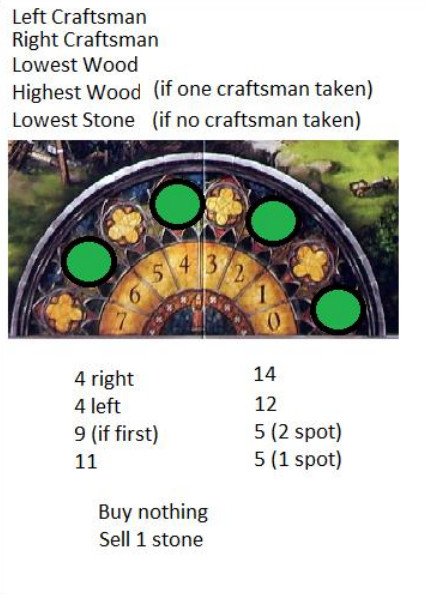 Left Craftsman
Right Craftsman
Lowest Wood
Highest Wood (if one craftsman taken)
Lowest Stone (if no craftsman taken)
7 6 5 4 3 2 1 0
4 right
4 left
9 (if first)
11
14
12
5 (2 spot)
5 (1 spot)
Buy nothing
Sell 1 stone